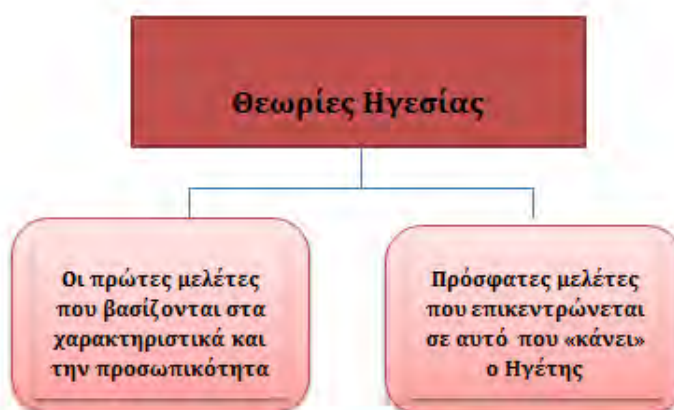 Θεωρίες Ηγεσίας
Οι πρώτες μελέτες
που βασίζονται στα
χαρακτηριστικά και
την προσωπικότητα
Πρόσφατες μελέτες
που επικεντρώνεται
σε αυτό που «κάνει»
ο Ηγέτης